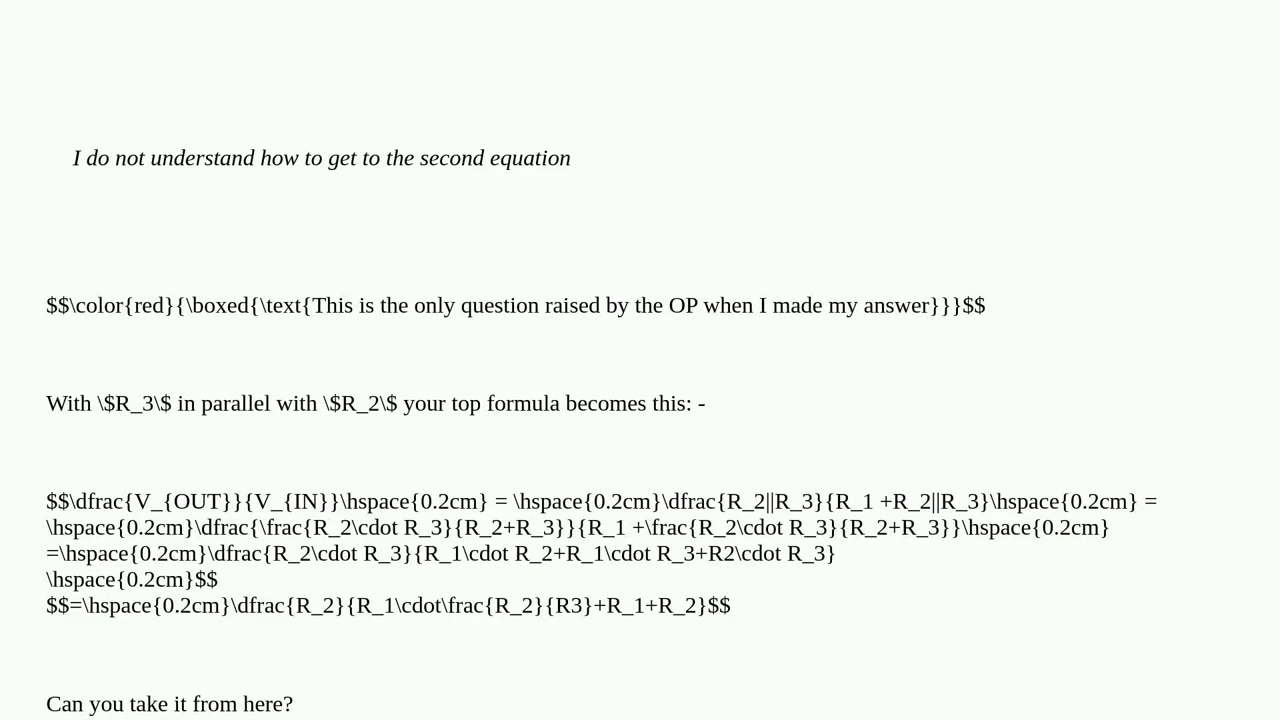 I do not understand how to get to the second equation
$$\color{red}{\boxed{\text{This is the only question raised by the OP when I made my answer}}}$$
With \$R_3\$ in parallel with \$R_2\$ your top formula becomes this: -
$$\dfrac{V_{OUT}}{V_{IN}}\hspace{0.2cm} = \hspace{0.2cm}\dfrac{R_2||R_3}{R_1 +R_2||R_3}\hspace{0.2cm} =
\hspace{0.2cm}\dfrac{\frac{R_2\cdot R_3}{R_2+R_3}}{R_1 +\frac{R_2\cdot R_3}{R_2+R_3}}\hspace{0.2cm}
=\hspace{0.2cm}\dfrac{R_2\cdot R_3}{R_1\cdot R_2+R_1\cdot R_3+R2\cdot R_3}
\hspace{0.2cm}$$
$$=\hspace{0.2cm}\dfrac{R_2}{R_1\cdot\frac{R_2}{R3}+R_1+R_2}$$
Can you take it from here?